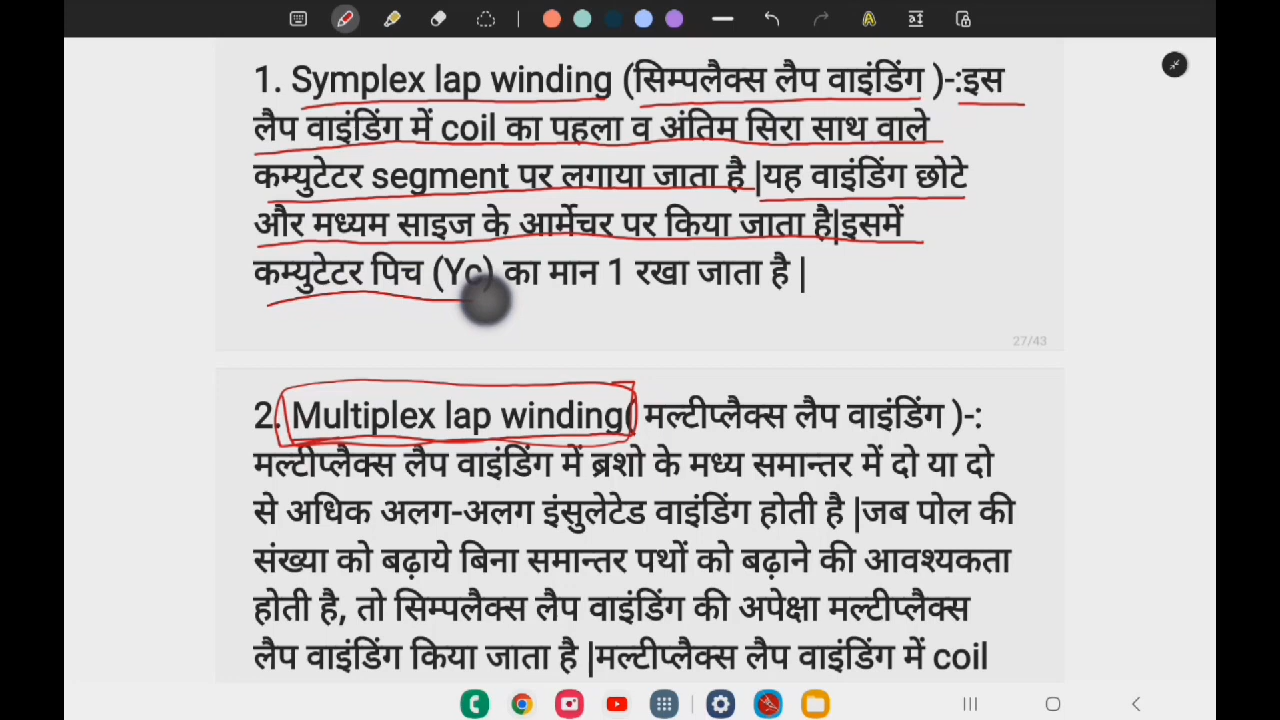 1. Symplex lap winding (सिम्पलैक्स लैप वाइंडिंग )-:इस
लैप वाइंडिंग में coil का पहला व अंतिम सिरा साथ वाले
कम्युटेटर segment पर लगाया जाता है |यह वाइंडिंग छोटे
और मध्यम साइज के आर्मेचर पर किया जाता है|इसमें
कम्युटेटर पिच (Yc) का मान 1 रखा जाता है |
27/43
2. Multiplex lap winding( मल्टीप्लैक्स लैप वाइंडिंग )-:
मल्टीप्लैक्स लैप वाइंडिंग में ब्रशो के मध्य समान्तर में दो या दो
से अधिक अलग-अलग इंसुलेटेड वाइंडिंग होती है |जब पोल की
संख्या को बढ़ाये बिना समान्तर पथों को बढ़ाने की आवश्यकता
होती है, तो सिम्पलैक्स लैप वाइंडिंग की अपेक्षा मल्टीप्लैक्स
लैप वाइंडिंग किया जाता है |मल्टीप्लैक्स लैप वाइंडिंग में coil